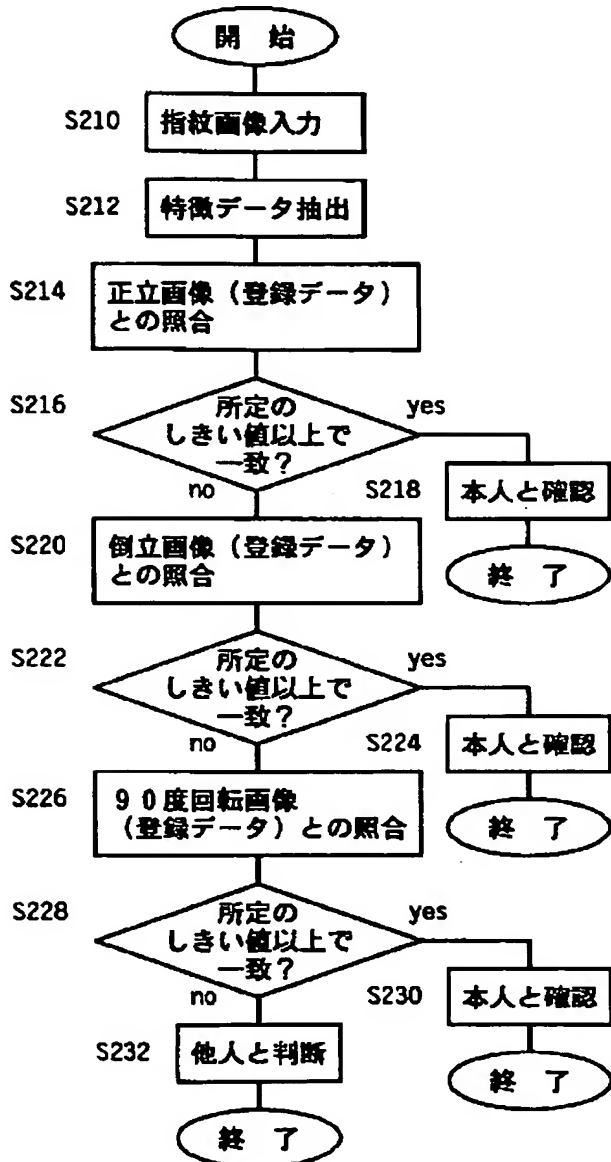 開 始
S210 指紋画像入力
S212 特徴データ抽出
S214 正立画像（登録データ）
との照合
S216 所定の
しきい値以上で
一致？
yes
no
S218 本人と確認
終 了
S220 倒立画像（登録データ）
との照合
S222 所定の
しきい値以上で
一致？
yes
no
S224 本人と確認
終 了
S226 90度回転画像
（登録データ）との照合
S228 所定の
しきい値以上で
一致？
yes
no
S230 本人と確認
終 了
S232 他人と判断
終 了